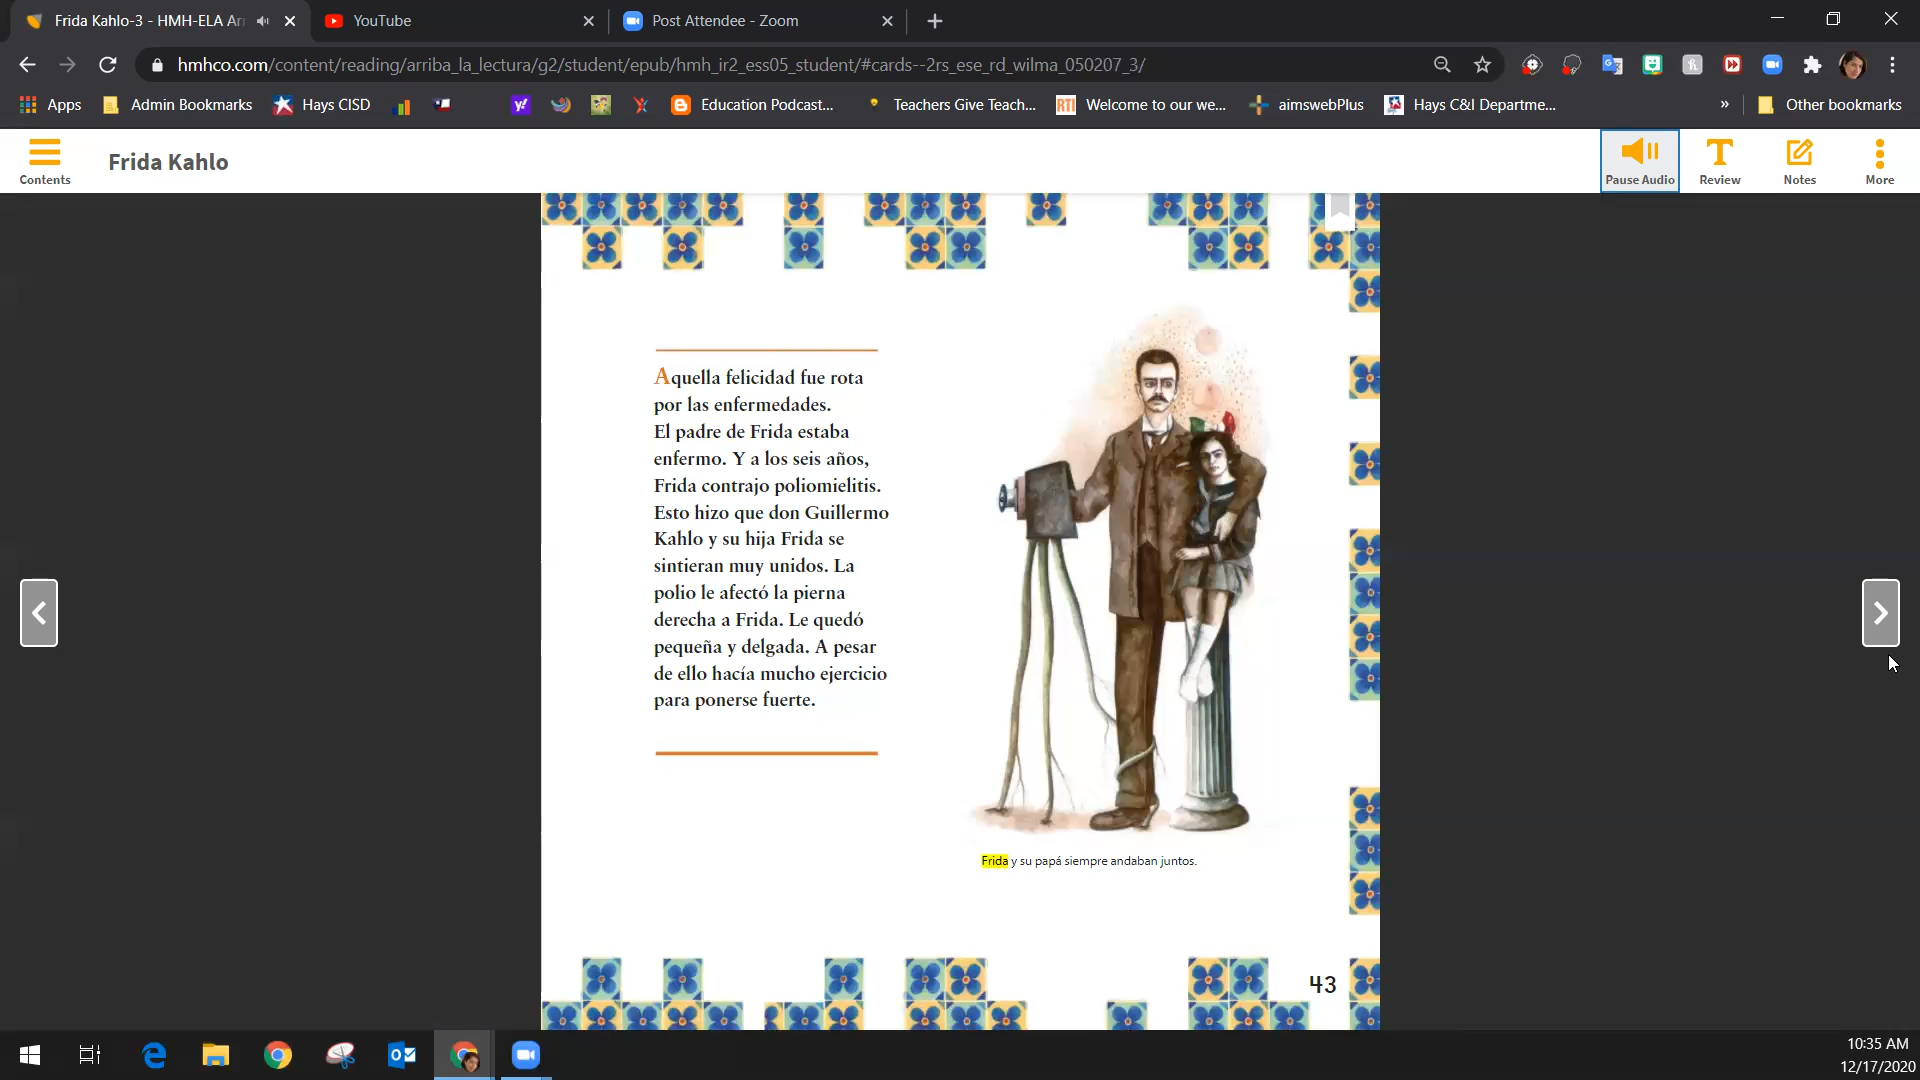 Frida Kahlo-3 - HMH-ELA Arr
YouTube
Post Attendee - Zoom
hmhco.com/content/reading/arriba_la_lectura/g2/student/epub/hmh_ir2_ess05_student/#cards--2rs_ese_rd_wilma_050207_3/
Apps
Admin Bookmarks
Hays CISD
Education Podcast...
Teachers Give Teach...
RTI
Welcome to our we...
aimswebPlus
Hays C&I Departme...
»
Other bookmarks
Contents
Frida Kahlo
Pause Audio
Review
Notes
More
Aquella felicidad fue rota
por las enfermedades.
El padre de Frida estaba
enfermo. Y a los seis años,
Frida contrajo poliomielitis.
Esto hizo que don Guillermo
Kahlo y su hija Frida se
sintieran muy unidos. La
polio le afectó la pierna
derecha a Frida. Le quedó
pequeña y delgada. A pesar
de ello hacía mucho ejercicio
para ponerse fuerte.
Frida y su papá siempre andaban juntos.
43
10:35 AM
12/17/2020